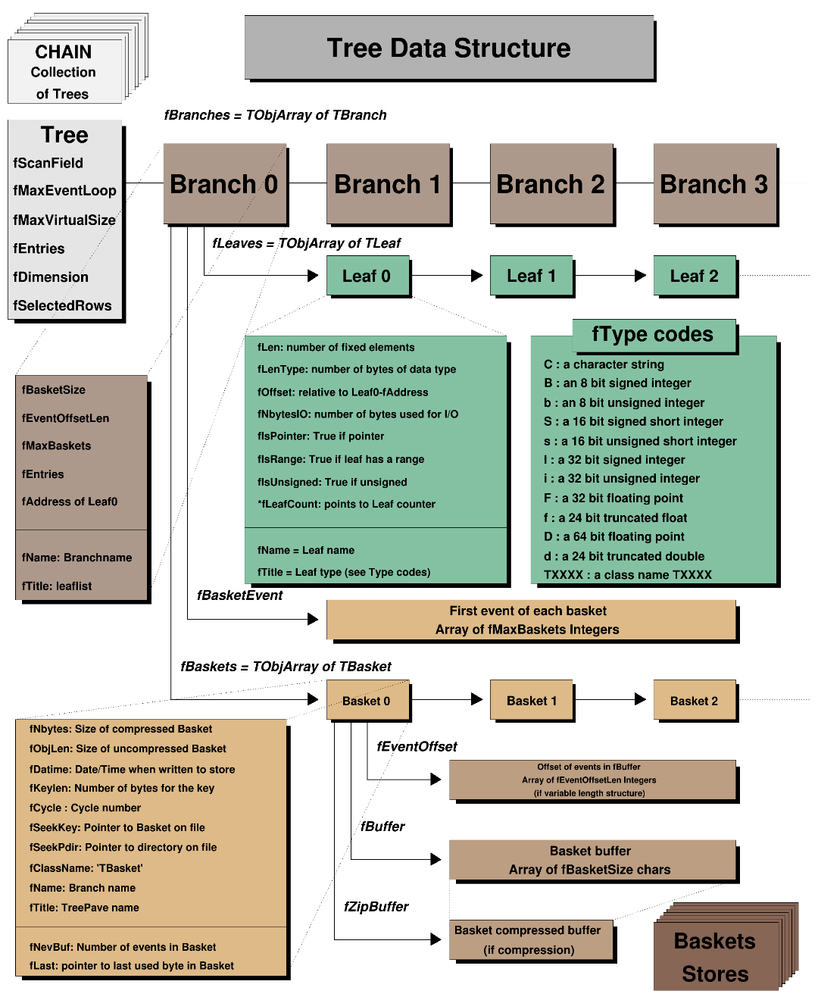 CHAIN
Collection
of Trees
Tree Data Structure
fBranches = TObjArray of TBranch
Tree
fScanField
fMaxEventLoop
fMaxVirtualSize
fEntries
fDimension
fSelectedRows
Branch 0
Branch 1
Branch 2
Branch 3
fLeaves = TObjArray of TLeaf
Leaf 0
Leaf 1
Leaf 2
fBasketSize
fEventOffsetLen
fMaxBaskets
fEntries
fAddress of Leaf0
fName: Branchname
fTitle: leaflist
fLen: number of fixed elements
fLenType: number of bytes of data type
fOffset: relative to Leaf0-fAddress
fNbytesIO: number of bytes used for I/O
fIsPointer: True if pointer
fIsRange: True if leaf has a range
fIsUnsigned: True if unsigned
*fLeafCount: points to Leaf counter
fName = Leaf name
fTitle = Leaf type (see Type codes)
fType codes
C : a character string
B : an 8 bit signed integer
b : an 8 bit unsigned integer
S : a 16 bit signed short integer
s : a 16 bit unsigned short integer
I : a 32 bit signed integer
i : a 32 bit unsigned integer
F : a 32 bit floating point
f : a 24 bit truncated float
D : a 64 bit floating point
d : a 24 bit truncated double
TXXXX : a class name TXXXX
fBasketEvent
First event of each basket
Array of fMaxBaskets Integers
fBaskets = TObjArray of TBasket
Basket 0
Basket 1
Basket 2
fNbytes: Size of compressed Basket
fObjLen: Size of uncompressed Basket
fDatime: Date/Time when written to store
fKeylen: Number of bytes for the key
fCycle : Cycle number
fSeekKey: Pointer to Basket on file
fSeekPdir: Pointer to directory on file
fClassName: 'TBasket'
fName: Branch name
fTitle: TreePave name
fNevBuf: Number of events in Basket
fLast: pointer to last used byte in Basket
fEventOffset
Offset of events in fBuffer
Array of fEventOffsetLen Integers
(if variable length structure)
fBuffer
Basket buffer
Array of fBasketSize chars
fZipBuffer
Basket compressed buffer
(if compression)
Baskets
Stores